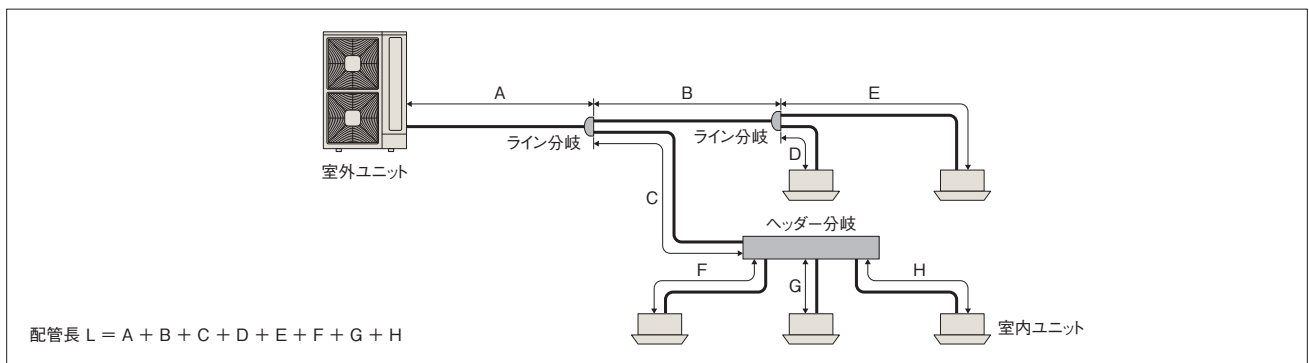 A
B
E
ライン分岐
ライン分岐
D
室外ユニット
C
ヘッダー分岐
F
G
H
配管長 L = A + B + C + D + E + F + G + H
室内ユニット